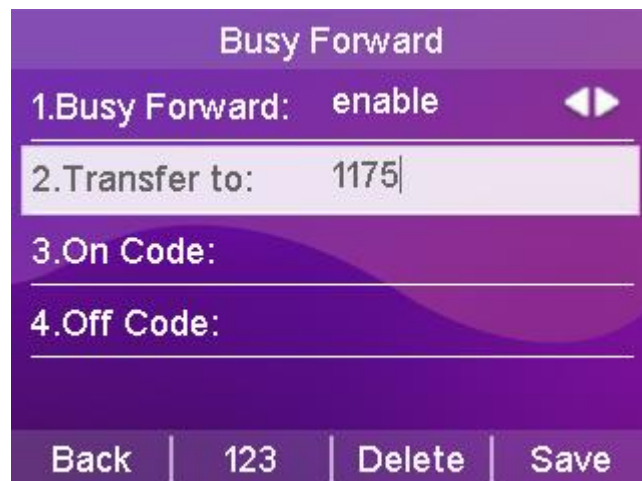 Busy Forward
1.Busy Forward: enable
2.Transfer to: 1175
3.On Code:
4.Off Code:
Back 123 Delete Save